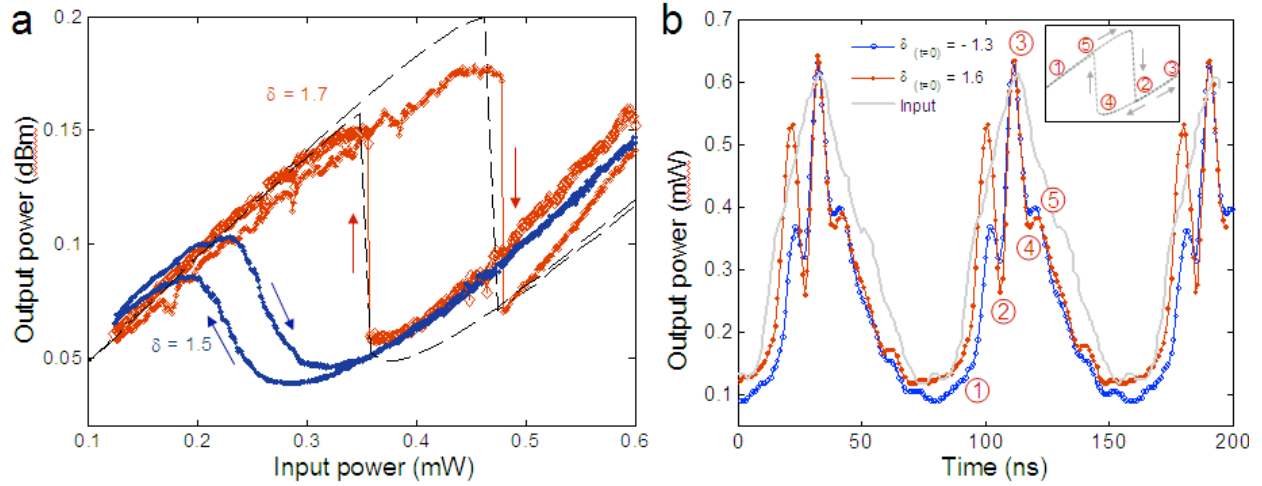 a
0.2
0.15
0.1
0.05
Output power (dBm)
δ = 1.7
δ = 1.5
0.1
0.2
0.3
0.4
0.5
0.6
Input power (mW)
b
0.7
0.6
0.5
0.4
0.3
0.2
0.1
Output power (mW)
δ (t=0) = - 1.3
δ (t=0) = 1.6
Input
③
⑤
①
③
②
④
⑤
④
②
①
0
50
100
150
200
Time (ns)